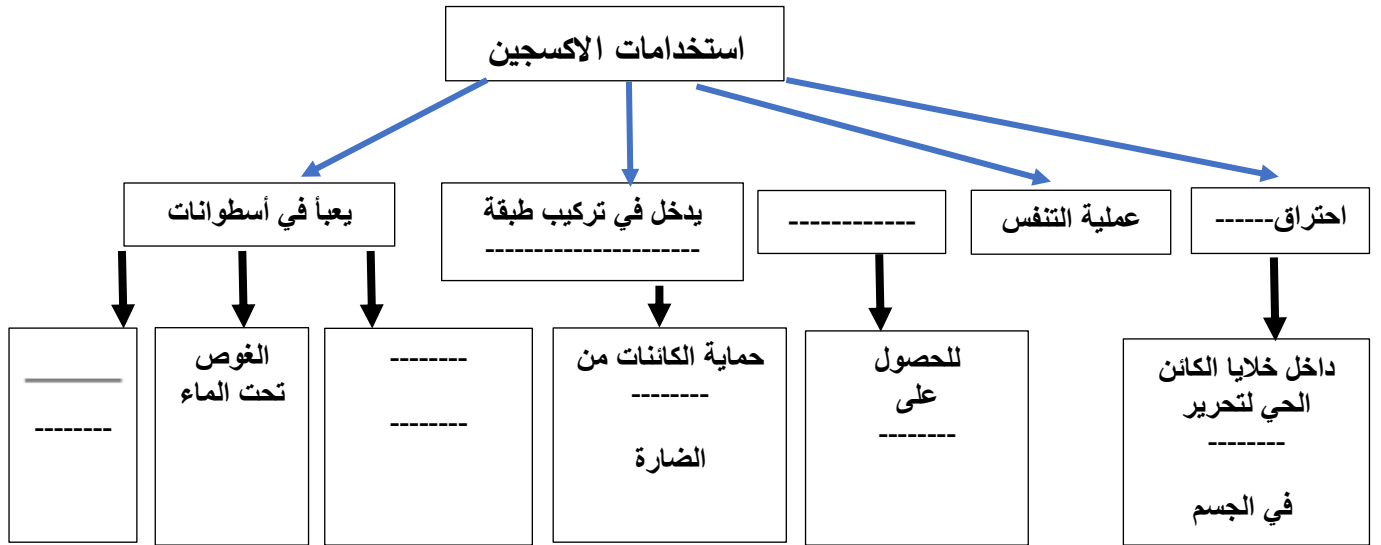 استخدامات الاكسجين
احتراق------
عملية التنفس
------------
يدخل في تركيب طبقة
----------------------
يعبأ في أسطوانات
داخل خلايا الكائن
الحي لتحرير
--------
في الجسم
للحصول
على
--------
حماية الكائنات من
--------
الضارة
--------
--------
الغوص
تحت الماء
--------